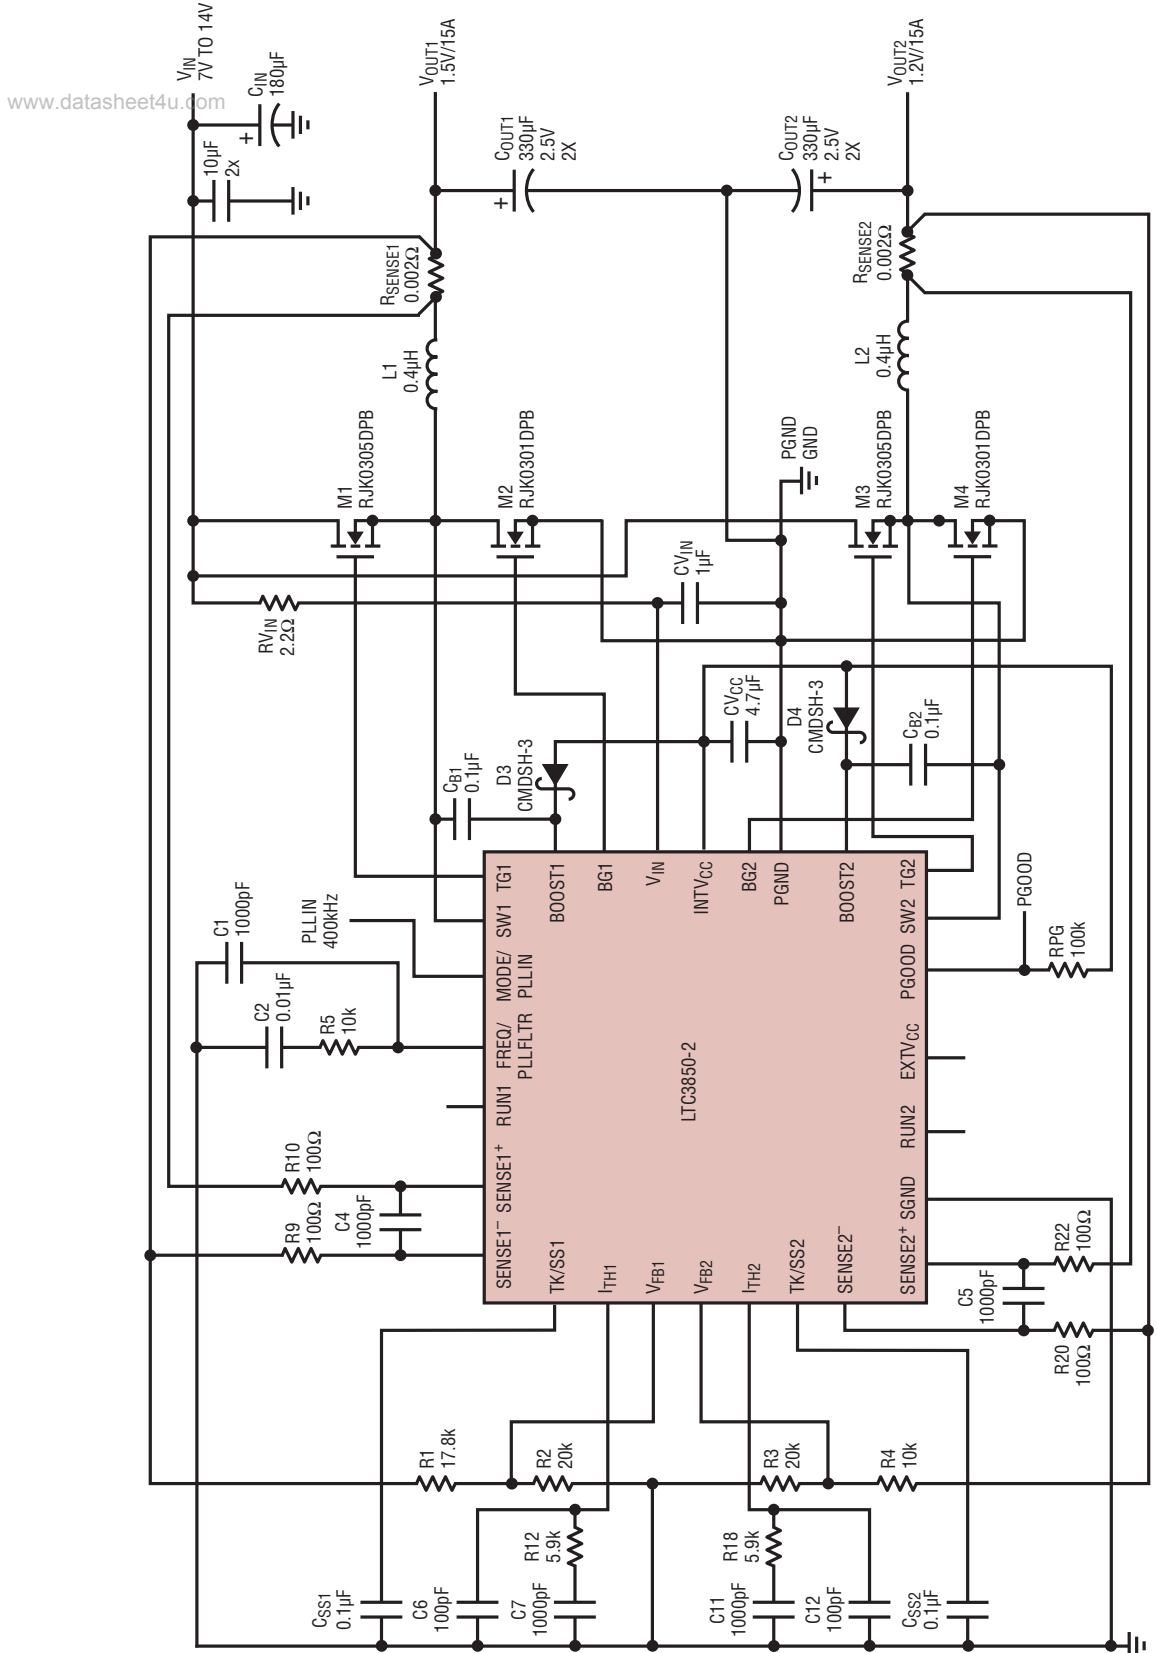 www.datasheet4u.com
VIN
7V TO 14V
CIN
180µF
+
10µF
2x
VOUT1
1.5V/15A
COUT1
330µF
2.5V
2X
+
COUT2
330µF
2.5V
2X
+
VOUT2
1.2V/15A
RSENSE1
0.002Ω
RSENSE2
0.002Ω
L1
0.4µH
L2
0.4µH
M1
RJK0305DPB
M2
RJK0301DPB
PGND
GND
M3
RJK0305DPB
M4
RJK0301DPB
RVIN
2.2Ω
CVIN
1µF
CB1
0.1µF
D3
CMDSH-3
CVCC
4.7µF
D4
CMDSH-3
CB2
0.1µF
C1
1000pF
PLLIN
400kHz
C2
0.01µF
R5
10k
PGOOD
RPG
100k
TG1
SW1
MODE/
PLLIN
FREQ/
PLLFLTR
RUN1
SENSE1+
SENSE1–
BOOST1
BG1
VIN
INTVCC
BG2
PGND
BOOST2
TG2
SW2
PGOOD
EXTVCC
RUN2
SGND
SENSE2+
LTC3850-2
TK/SS1
ITH1
VFB1
VFB2
ITH2
TK/SS2
SENSE2–
R10
100Ω
R9
100Ω
C4
1000pF
C5
1000pF
R22
100Ω
R20
100Ω
R1
17.8k
R2
20k
R3
20k
R4
10k
R12
5.9k
R18
5.9k
CSS1
0.1µF
C6
100pF
C7
1000pF
C11
1000pF
C12
100pF
CSS2
0.1µF